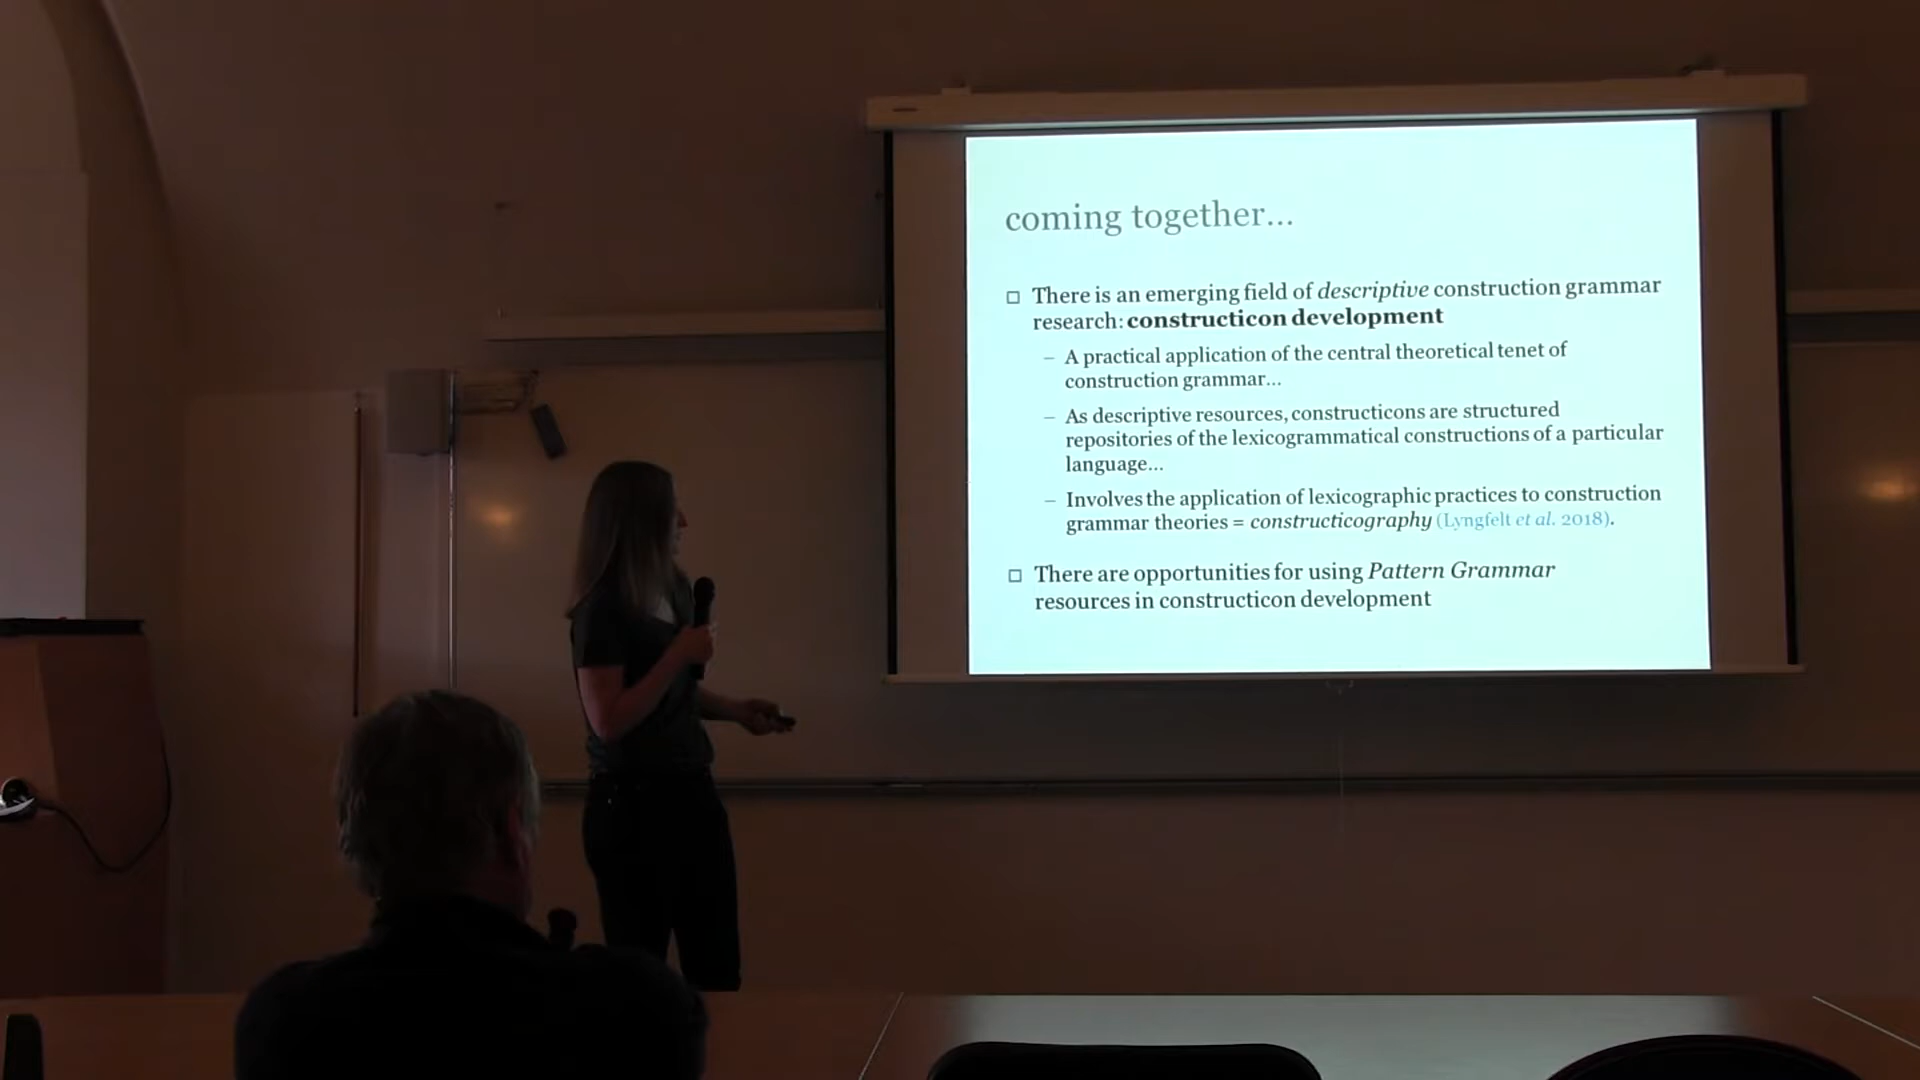 coming together...
□ There is an emerging field of descriptive construction grammar
research: constructicon development
– A practical application of the central theoretical tenet of
construction grammar...
– As descriptive resources, constructicons are structured
repositories of the lexicogrammatical constructions of a particular
language...
– Involves the application of lexicographic practices to construction
grammar theories = constructicography (Lyngfelt et al. 2018).
□ There are opportunities for using Pattern Grammar
resources in constructicon development